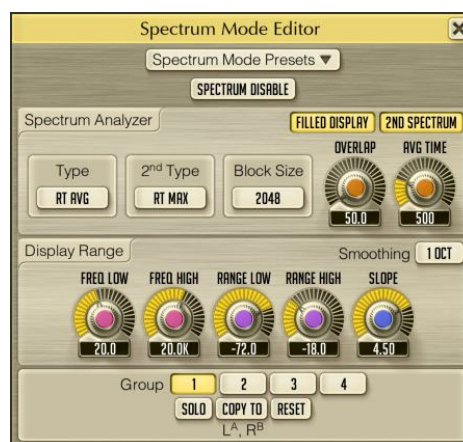 Spectrum Mode Editor
Spectrum Mode Presets ▼
SPECTRUM DISABLE
Spectrum Analyzer
FILLED DISPLAY 2ND SPECTRUM
OVERLAP AVG TIME
Type 2nd Type Block Size
RT AVG RT MAX 2048
50.0 500
Display Range
Smoothing 1 OCT
FREQ LOW FREQ HIGH RANGE LOW RANGE HIGH SLOPE
20.0 20.0K -72.0 -18.0 4.50
Group 1 2 3 4
SOLO COPY TO RESET
L^A, R^B